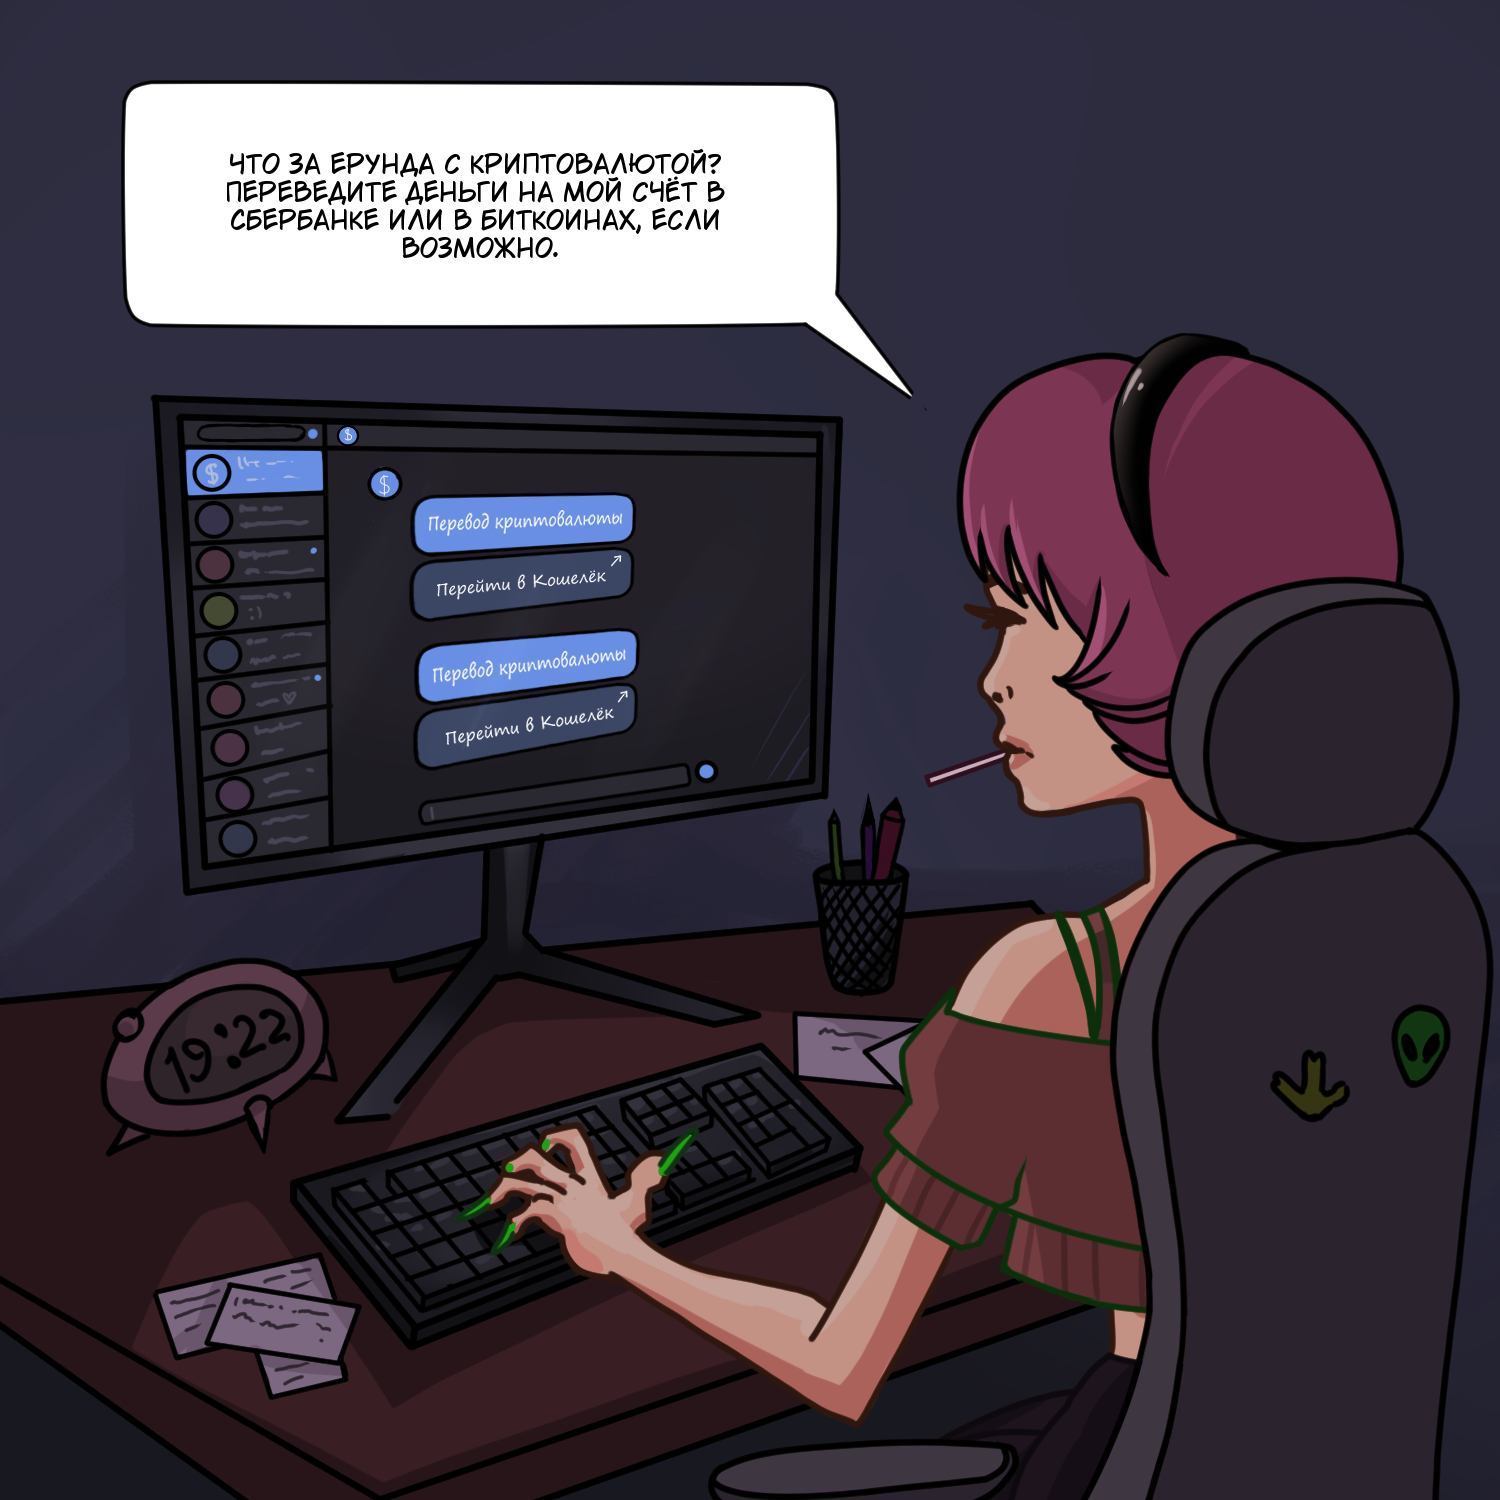 ЧТО ЗА ЕРУНДА С КРИПТОВАЛЮТОЙ?
ПЕРЕВЕДИТЕ ДЕНЬГИ НА МОЙ СЧЁТ В
СБЕРБАНКЕ ИЛИ В БИТКОИНАХ, ЕСЛИ
ВОЗМОЖНО.
$
$
$
Перевод криптовалюты
Перейти в Кошелёк
:)
Перевод криптовалюты
Перейти в Кошелёк
19:22